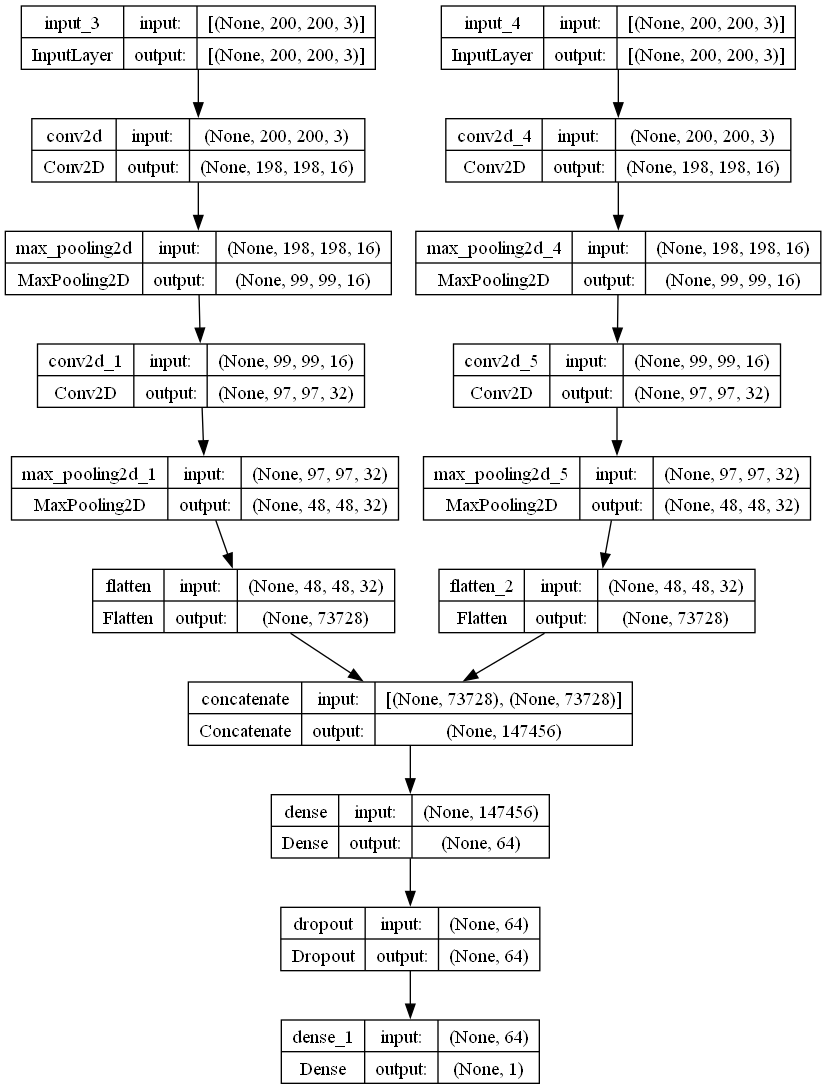 input_3 input: [(None, 200, 200, 3)]
InputLayer output: [(None, 200, 200, 3)]
input_4 input: [(None, 200, 200, 3)]
InputLayer output: [(None, 200, 200, 3)]
conv2d input: (None, 200, 200, 3)
Conv2D output: (None, 198, 198, 16)
conv2d_4 input: (None, 200, 200, 3)
Conv2D output: (None, 198, 198, 16)
max_pooling2d input: (None, 198, 198, 16)
MaxPooling2D output: (None, 99, 99, 16)
max_pooling2d_4 input: (None, 198, 198, 16)
MaxPooling2D output: (None, 99, 99, 16)
conv2d_1 input: (None, 99, 99, 16)
Conv2D output: (None, 97, 97, 32)
conv2d_5 input: (None, 99, 99, 16)
Conv2D output: (None, 97, 97, 32)
max_pooling2d_1 input: (None, 97, 97, 32)
MaxPooling2D output: (None, 48, 48, 32)
max_pooling2d_5 input: (None, 97, 97, 32)
MaxPooling2D output: (None, 48, 48, 32)
flatten input: (None, 48, 48, 32)
Flatten output: (None, 73728)
flatten_2 input: (None, 48, 48, 32)
Flatten output: (None, 73728)
concatenate input: [(None, 73728), (None, 73728)]
Concatenate output: (None, 147456)
dense input: (None, 147456)
Dense output: (None, 64)
dropout input: (None, 64)
Dropout output: (None, 64)
dense_1 input: (None, 64)
Dense output: (None, 1)